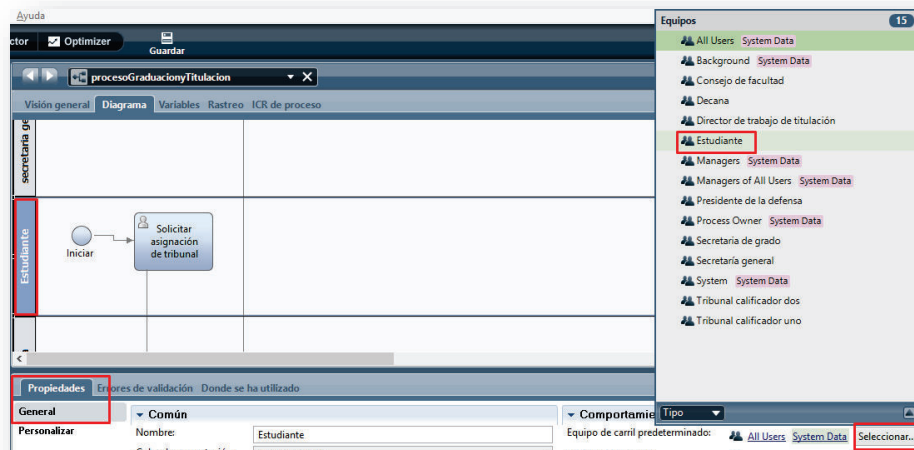 Ayuda
ctor Optimizer Guardar
procesoGraduacionyTitulacion
Visión general Diagrama Variables Rastreo ICR de proceso
secretaria ge
Estudiante
Iniciar
Solicitar
asignación
de tribunal
Equipos 15
All Users System Data
Background System Data
Consejo de facultad
Decana
Director de trabajo de titulación
Estudiante
Managers System Data
Managers of All Users System Data
Presidente de la defensa
Process Owner System Data
Secretaria de grado
Secretaría general
System System Data
Tribunal calificador dos
Tribunal calificador uno
Tipo
Propiedades Errores de validación Donde se ha utilizado
General
Personalizar
Común
Nombre: Estudiante
Comportamie
Equipo de carril predeterminado: All Users System Data Seleccionar...